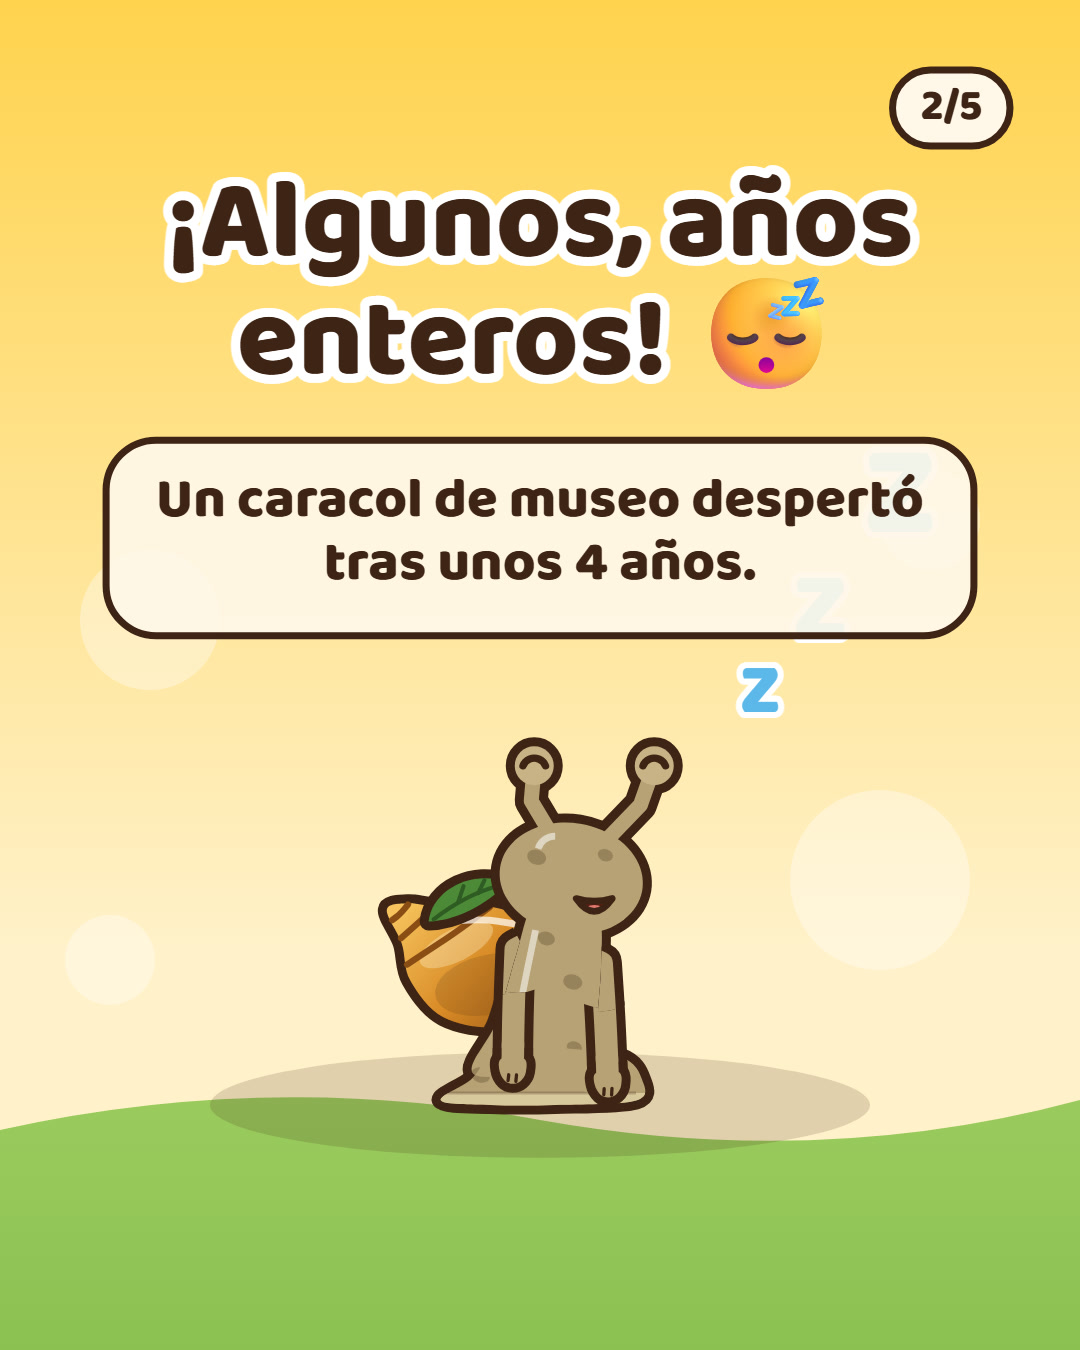 2/5
¡Algunos, años
enteros! 😴
Un caracol de museo despertó
tras unos 4 años.
Z
Z
Z